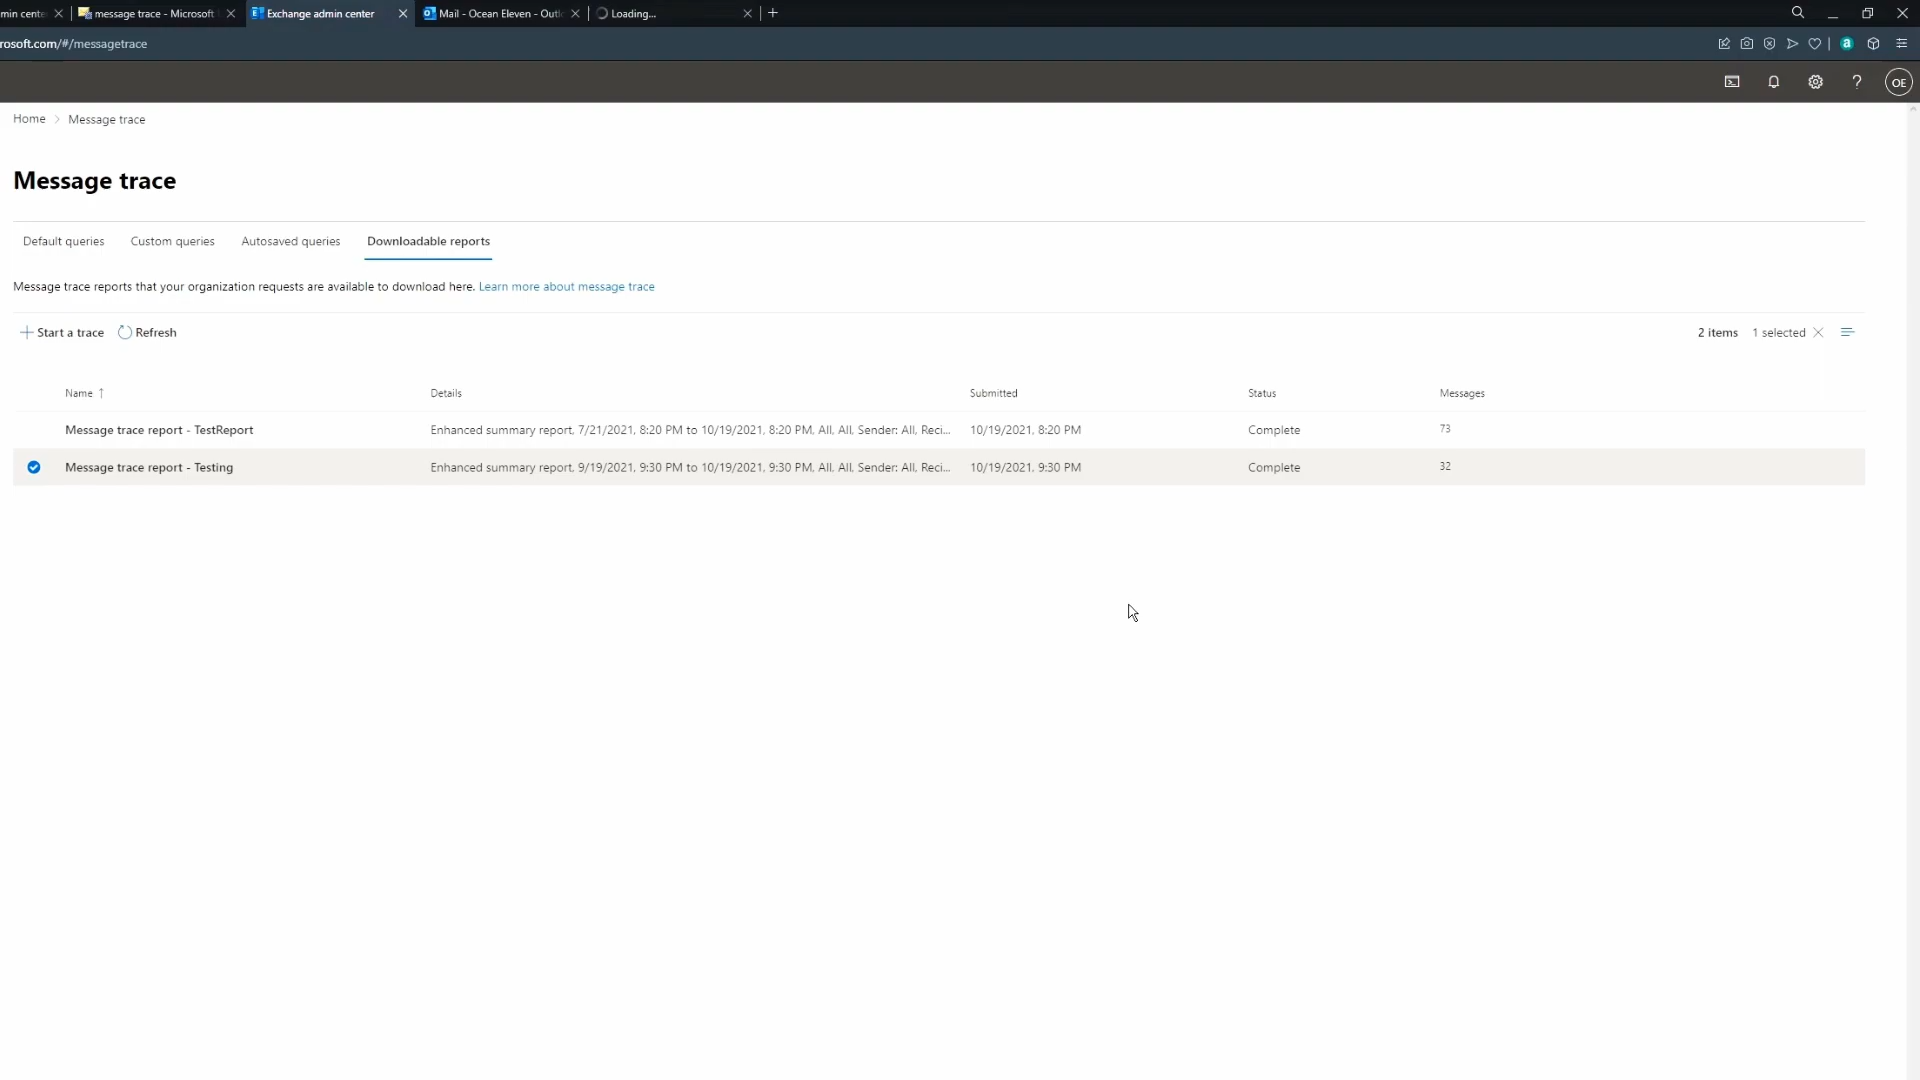 min cente
message trace - Microsoft
Exchange admin center
Mail - Ocean Eleven - Outl
Loading...
rosoft.com/#/messagetrace
a
OE
Home > Message trace
Message trace
Default queries
Custom queries
Autosaved queries
Downloadable reports
Message trace reports that your organization requests are available to download here. Learn more about message trace
Start a trace
Refresh
2 items
1 selected
Name ↑
Details
Submitted
Status
Messages
Message trace report - TestReport
Enhanced summary report, 7/21/2021, 8:20 PM to 10/19/2021, 8:20 PM, All, All, Sender: All, Reci...
10/19/2021, 8:20 PM
Complete
73
Message trace report - Testing
Enhanced summary report, 9/19/2021, 9:30 PM to 10/19/2021, 9:30 PM, All, All, Sender: All, Reci...
10/19/2021, 9:30 PM
Complete
32